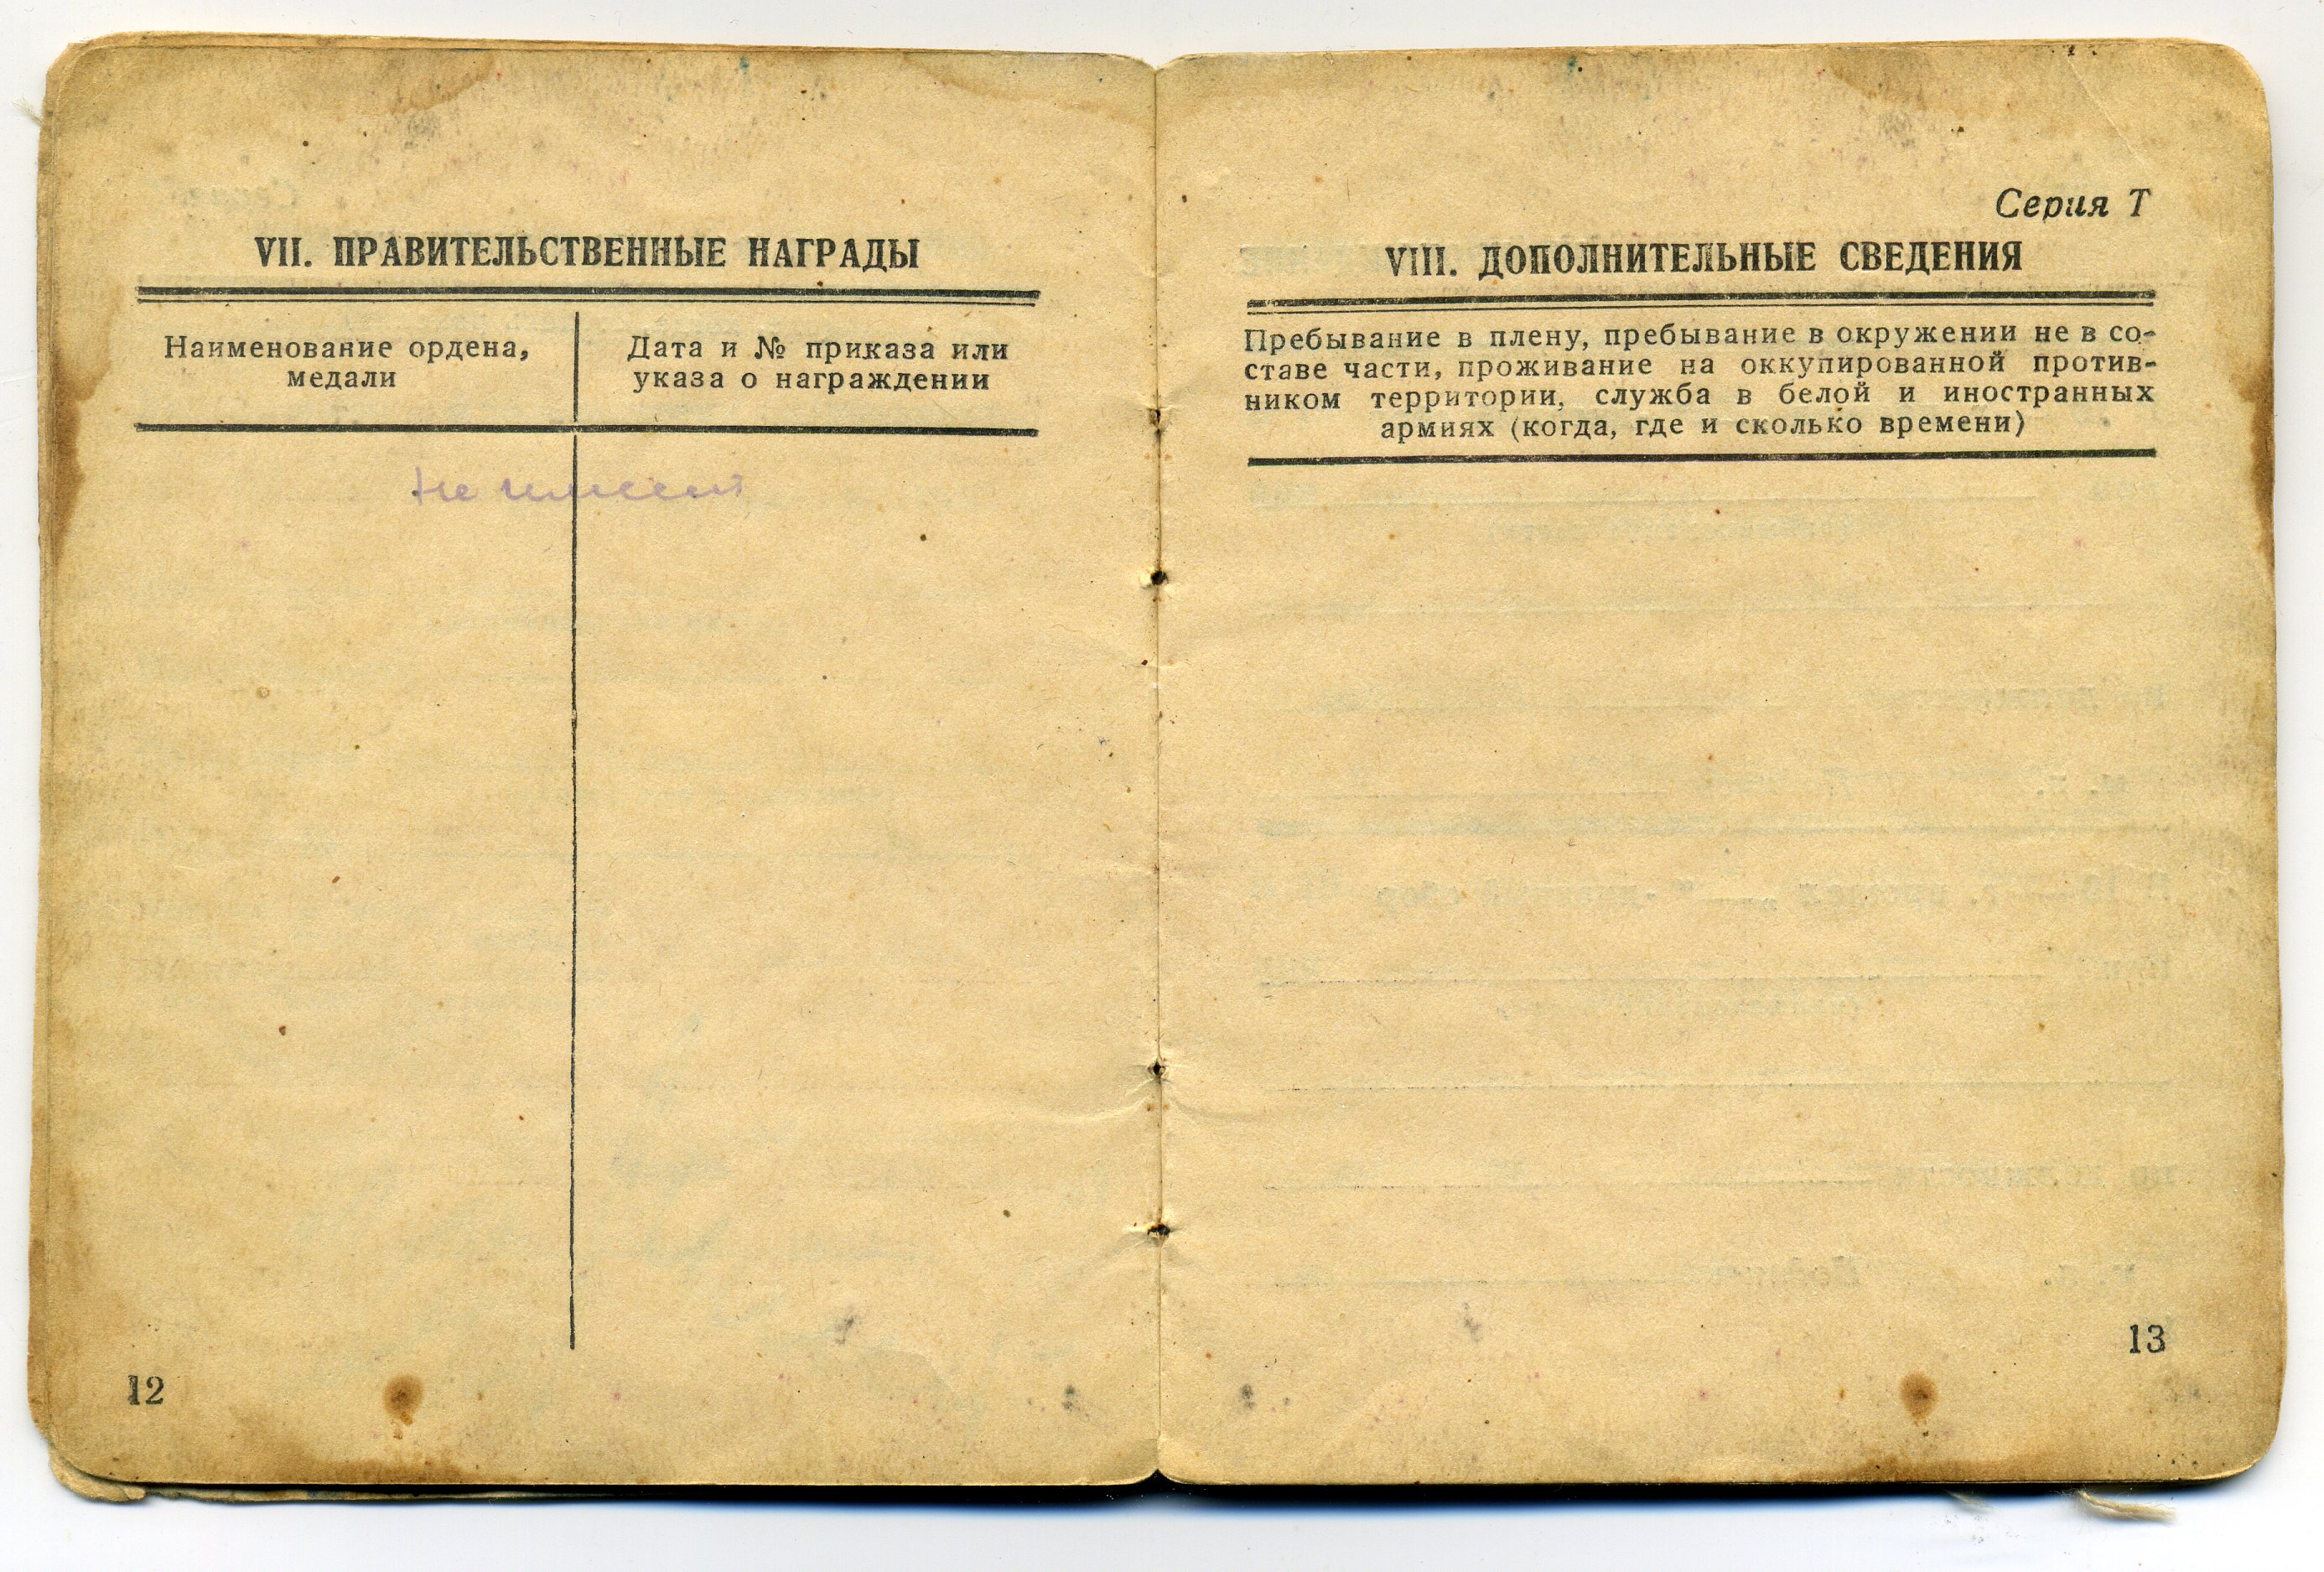 VII. ПРАВИТЕЛЬСТВЕННЫЕ НАГРАДЫ
Наименование ордена,
медали
Дата и № приказа или
указа о награждении
не имеет
12
Серия Т
VIII. ДОПОЛНИТЕЛЬНЫЕ СВЕДЕНИЯ
Пребывание в плену, пребывание в окружении не в со-
ставе части, проживание на оккупированной против-
ником территории, служба в белой и иностранных
армиях (когда, где и сколько времени)
13